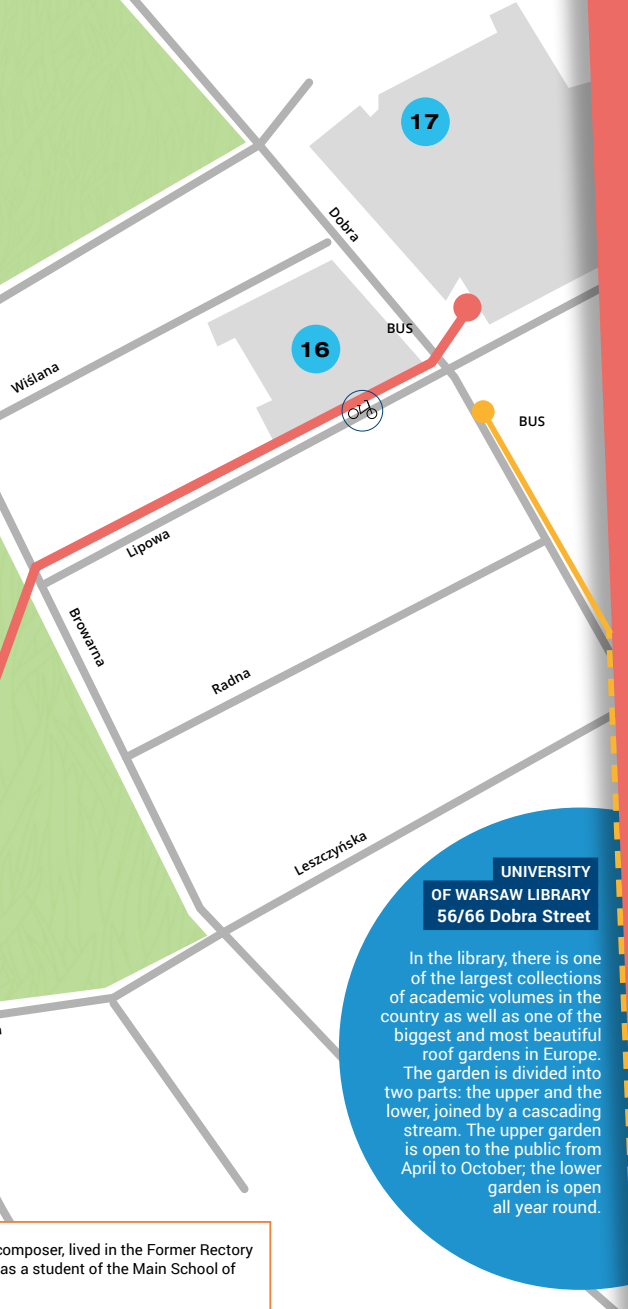 17
Dobra
BUS
16
Wiślana
BUS
Lipowa
Browarna
Radna
Leszczyńska
UNIVERSITY
OF WARSAW LIBRARY
56/66 Dobra Street
In the library, there is one
of the largest collections
of academic volumes in the
country as well as one of the
biggest and most beautiful
roof gardens in Europe.
The garden is divided into
two parts: the upper and the
lower, joined by a cascading
stream. The upper garden
is open to the public from
April to October; the lower
garden is open
all year round.
composer, lived in the Former Rectory
as a student of the Main School of